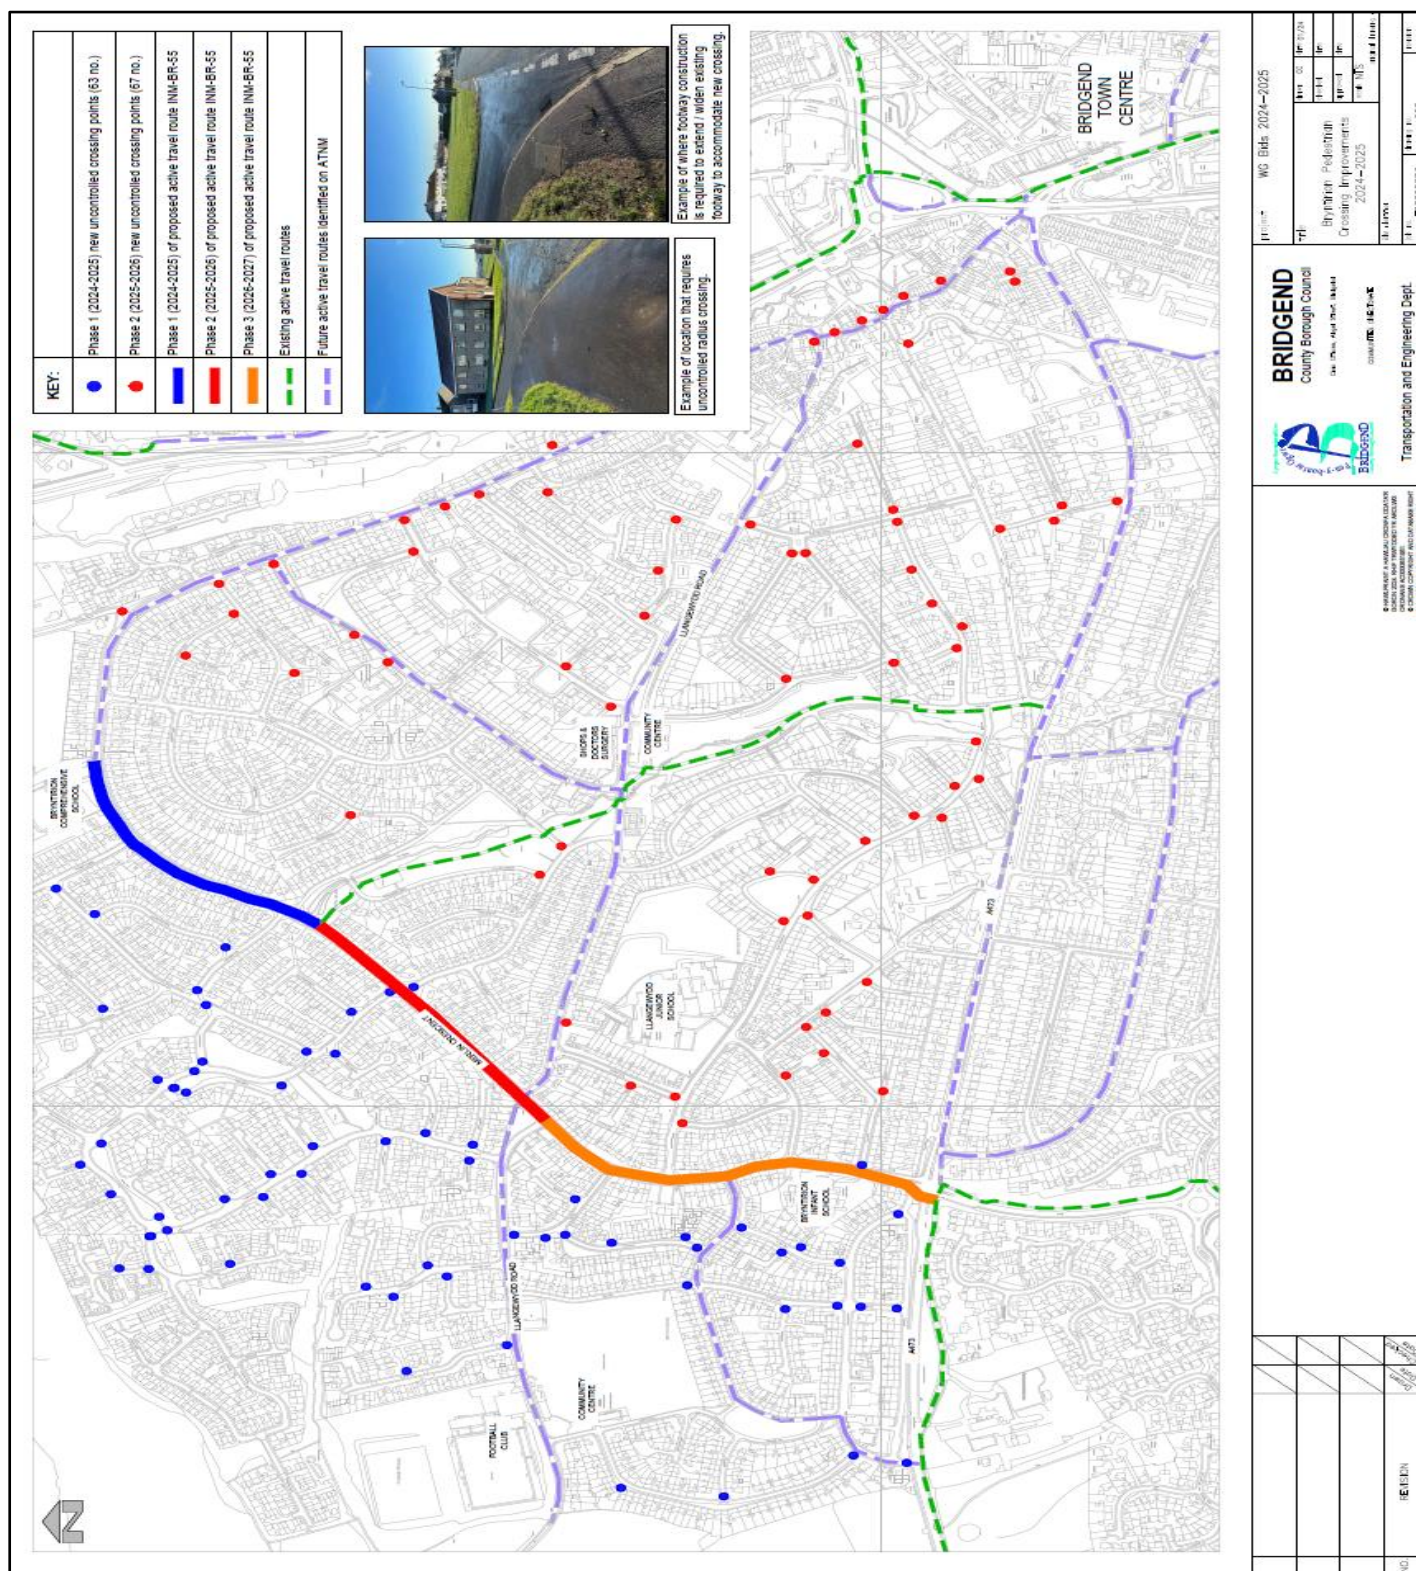 KEY:
Phase 1 (2024-2025) new uncontrolled crossing points (63 no.)
Phase 2 (2025-2026) new uncontrolled crossing points (67 no.)
Phase 1 (2024-2025) of proposed active travel route INM-BR-55
Phase 2 (2025-2026) of proposed active travel route INM-BR-55
Phase 3 (2026-2027) of proposed active travel route INM-BR-55
Existing active travel routes
Future active travel routes identified on ATNM
Example of location that requires
uncontrolled radius crossing.
Example of where footway construction
is required to extend / widen existing
footway to accommodate new crossing.
N
BRYNTIRION
COMPREHENSIVE
SCHOOL
MERLIN CRESCENT
SHOPS &
DOCTORS
SURGERY
COMMUNITY
CENTRE
LLANGEWYDD ROAD
LLANGEWYDD
JUNIOR
SCHOOL
BRYNTIRION
INFANT
SCHOOL
LLANGEWYDD ROAD
FOOTBALL
CLUB
COMMUNITY
CENTRE
A473
A473
BRIDGEND
TOWN
CENTRE
REVISION
NO.
Drawn
Date
BRIDGEND
BRIDGEND
County Borough Council
Transportation and Engineering Dept.
project
WG Bids 2024-2025
title
Bryntirion Pedestrian
Crossing Improvements
2024-2025